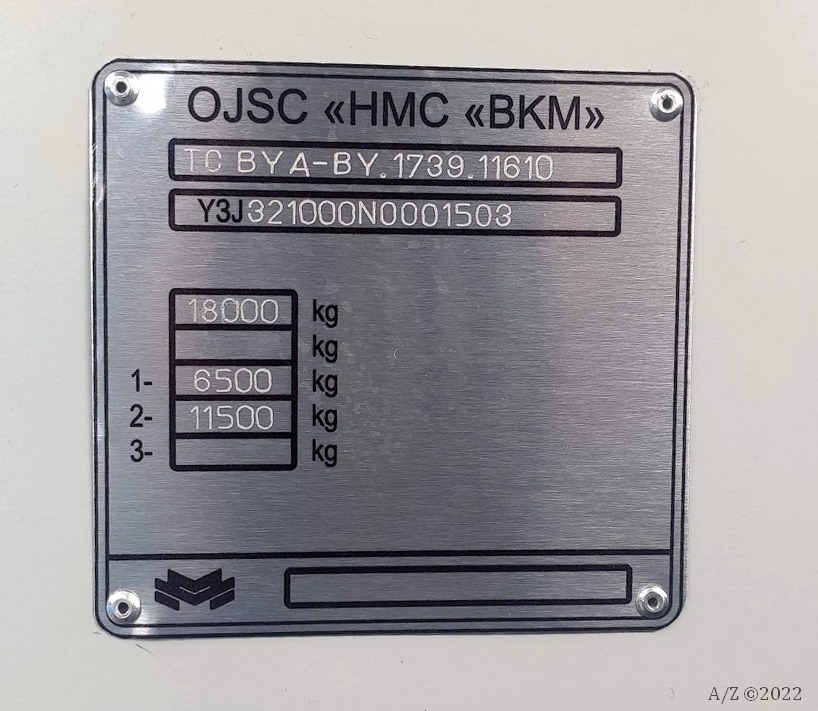 OJSC «HMC «BKM»
TC BY A-BY.1739.11610
Y3J321000N0001503
18000 kg
kg
1- 6500 kg
2- 11500 kg
3- kg
A/Z ©2022